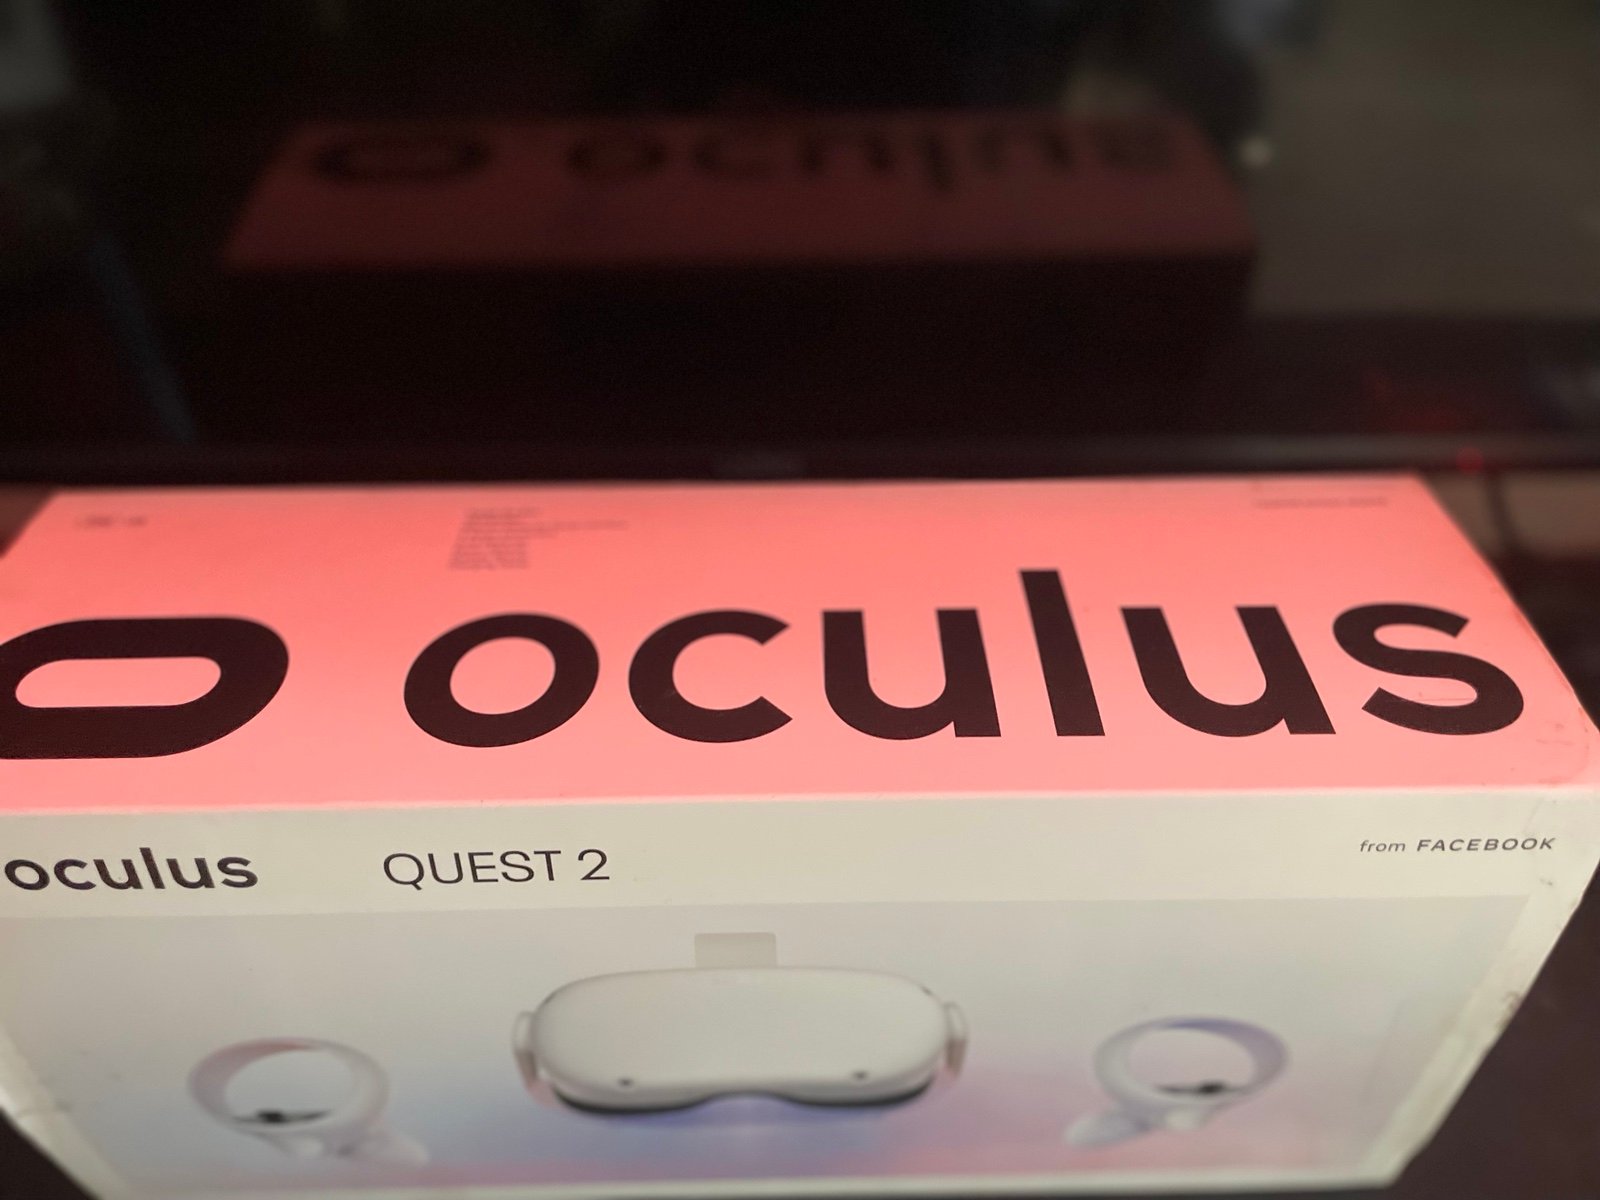 oculus
oculus QUEST 2
from FACEBOOK